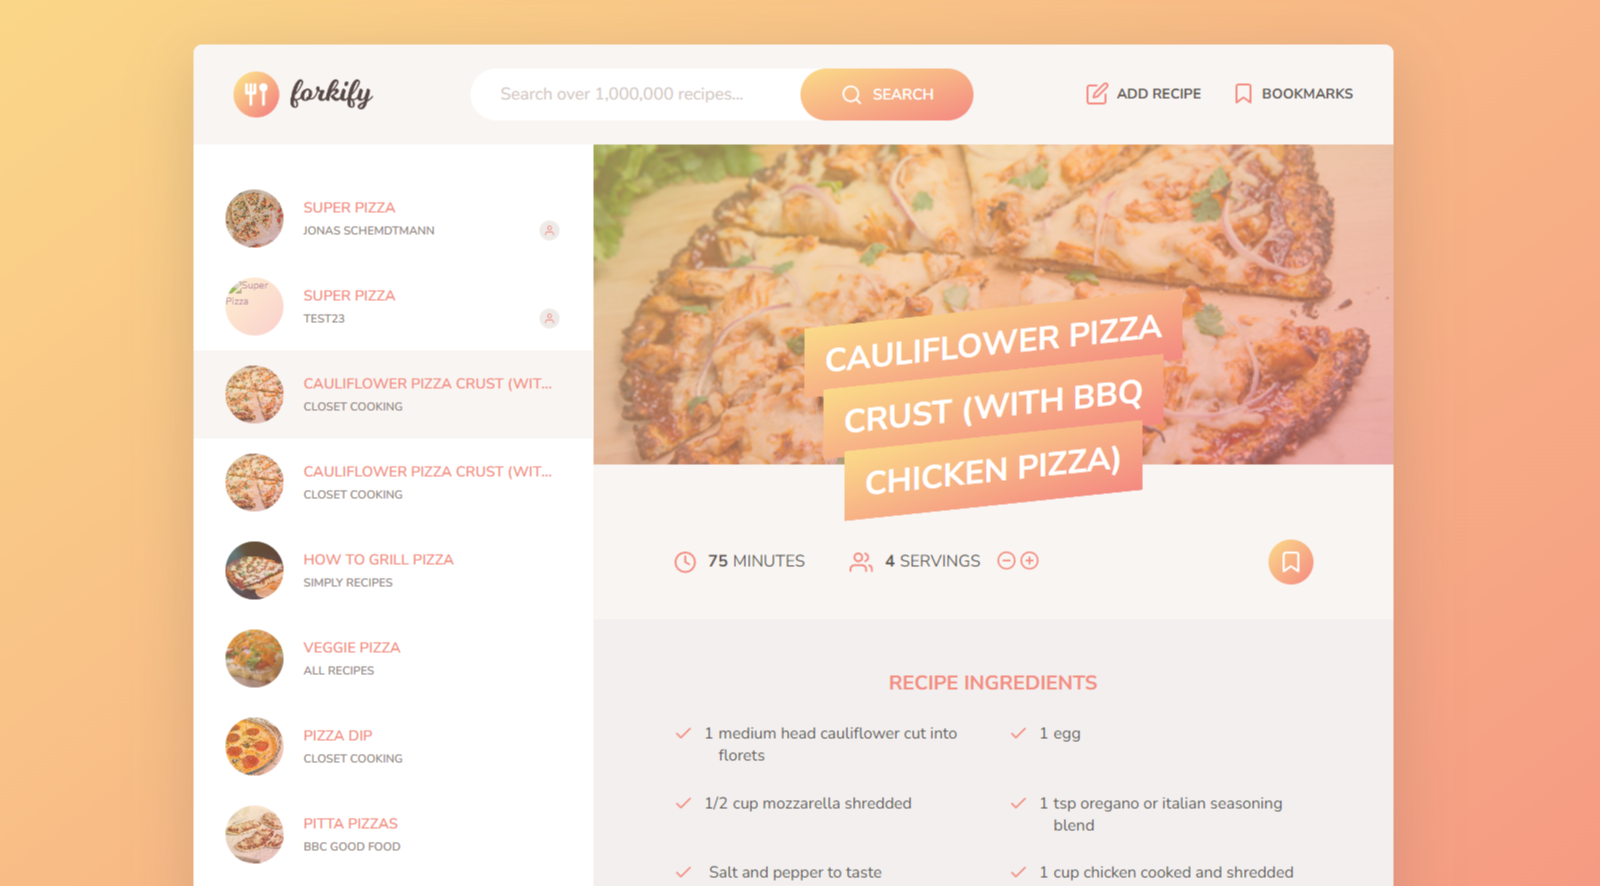 forkify
Search over 1,000,000 recipes...
SEARCH
ADD RECIPE
BOOKMARKS
SUPER PIZZA
JONAS SCHEMDTMANN
Super
Pizza
SUPER PIZZA
TEST23
CAULIFLOWER PIZZA CRUST (WIT...
CLOSET COOKING
CAULIFLOWER PIZZA CRUST (WIT...
CLOSET COOKING
HOW TO GRILL PIZZA
SIMPLY RECIPES
VEGGIE PIZZA
ALL RECIPES
PIZZA DIP
CLOSET COOKING
PITTA PIZZAS
BBC GOOD FOOD
CAULIFLOWER PIZZA
CRUST (WITH BBQ
CHICKEN PIZZA)
75 MINUTES
4 SERVINGS
RECIPE INGREDIENTS
1 medium head cauliflower cut into
florets
1 egg
1/2 cup mozzarella shredded
1 tsp oregano or italian seasoning
blend
Salt and pepper to taste
1 cup chicken cooked and shredded